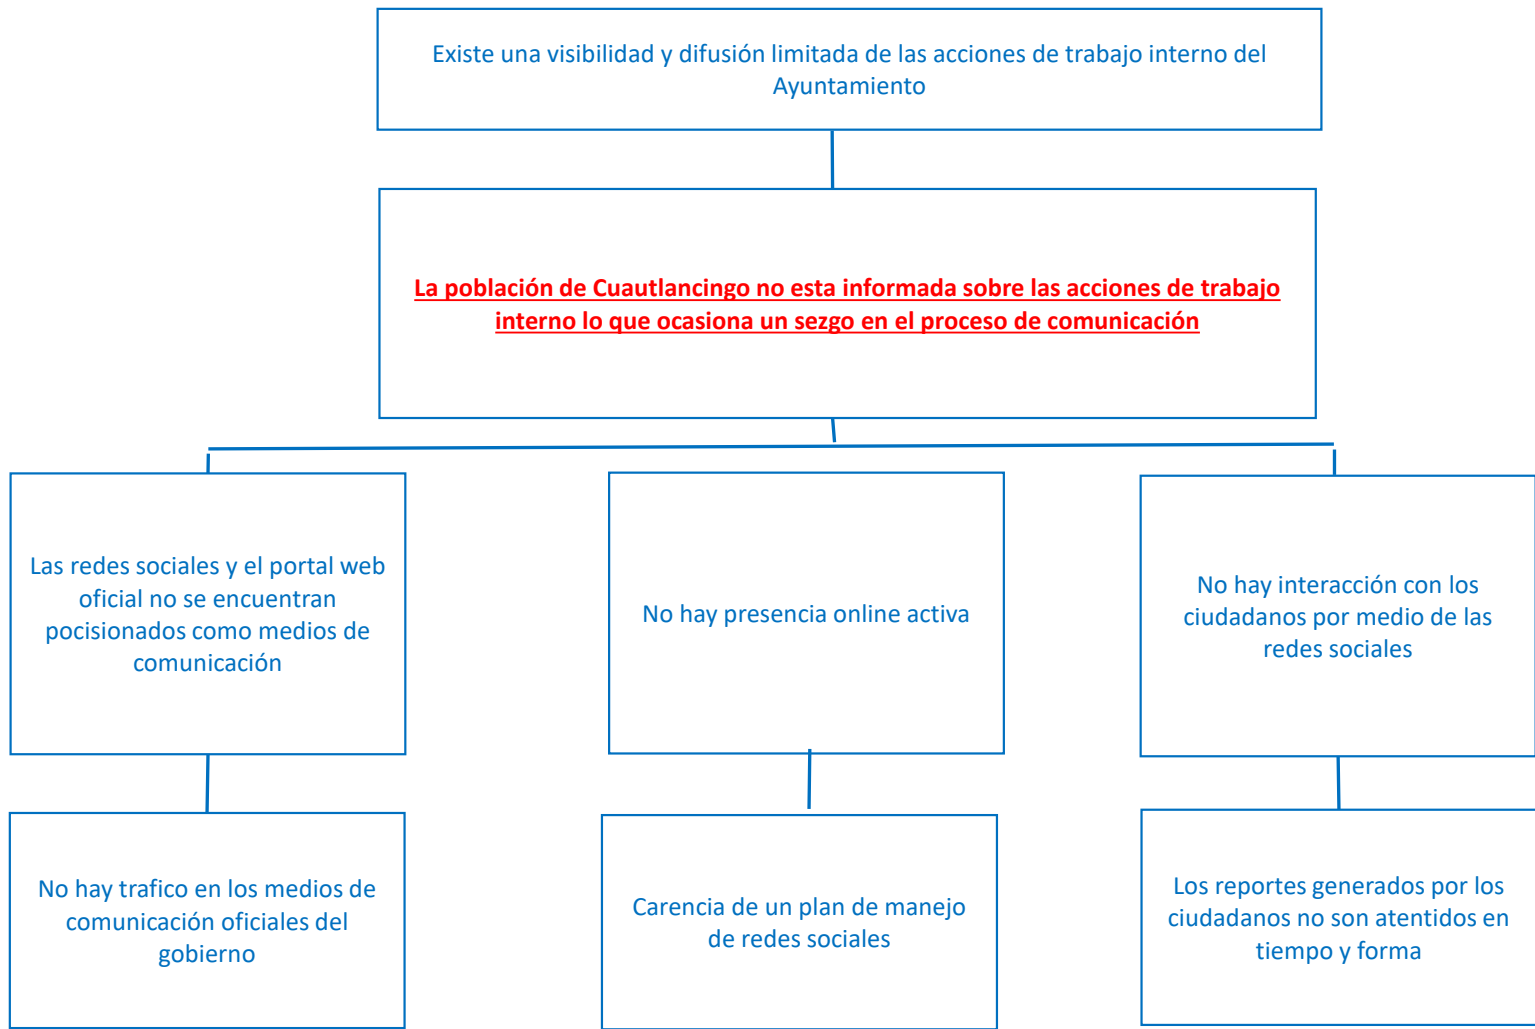 Existe una visibilidad y difusión limitada de las acciones de trabajo interno del
Ayuntamiento
La población de Cuautlancingo no esta informada sobre las acciones de trabajo
interno lo que ocasiona un sezgo en el proceso de comunicación
Las redes sociales y el portal web
oficial no se encuentran
pocisionados como medios de
comunicación
No hay presencia online activa
No hay interacción con los
ciudadanos por medio de las
redes sociales
No hay trafico en los medios de
comunicación oficiales del
gobierno
Carencia de un plan de manejo
de redes sociales
Los reportes generados por los
ciudadanos no son atentidos en
tiempo y forma